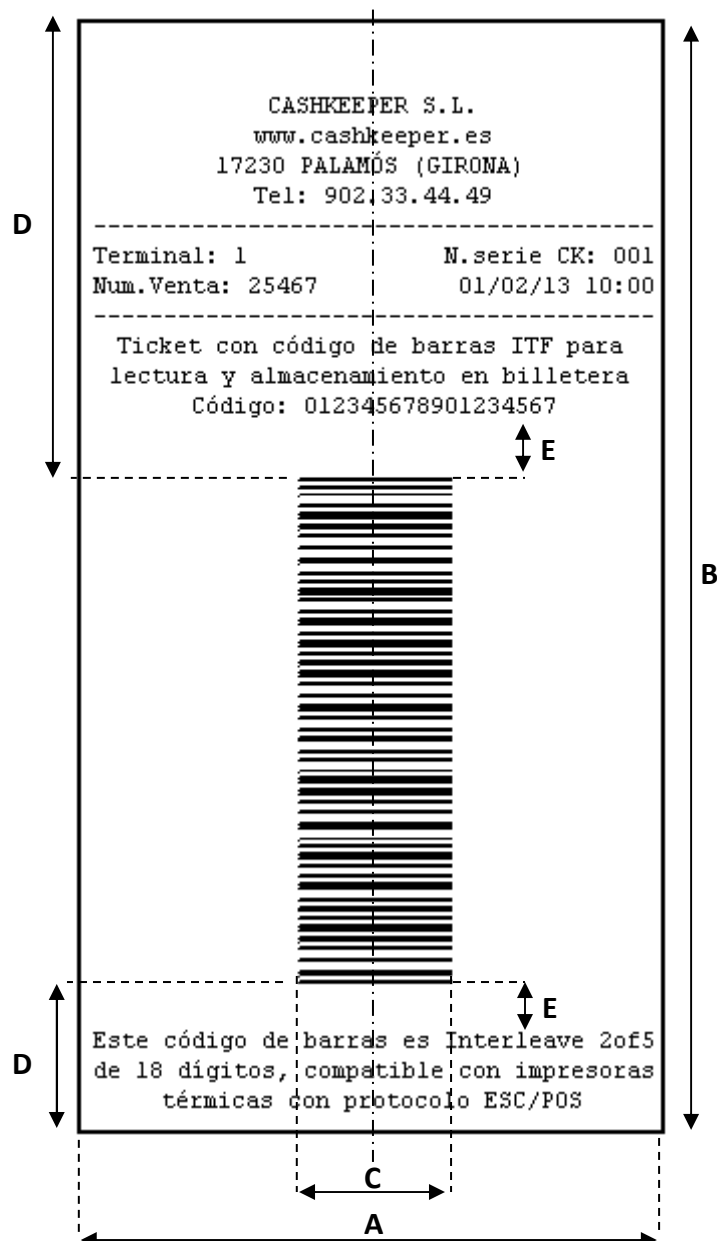 CASHKEEPER S.L.
www.cashkeeper.es
17230 PALAMÓS (GIRONA)
Tel: 902.33.44.49
D
Terminal: 1 N.serie CK: 001
Num.Venta: 25467 01/02/13 10:00
Ticket con código de barras ITF para
lectura y almacenamiento en billetera
Código: 012345678901234567
E
B
E
Este código de barras es Interleave 2of5
D
de 18 dígitos, compatible con impresoras
térmicas con protocolo ESC/POS
C
A